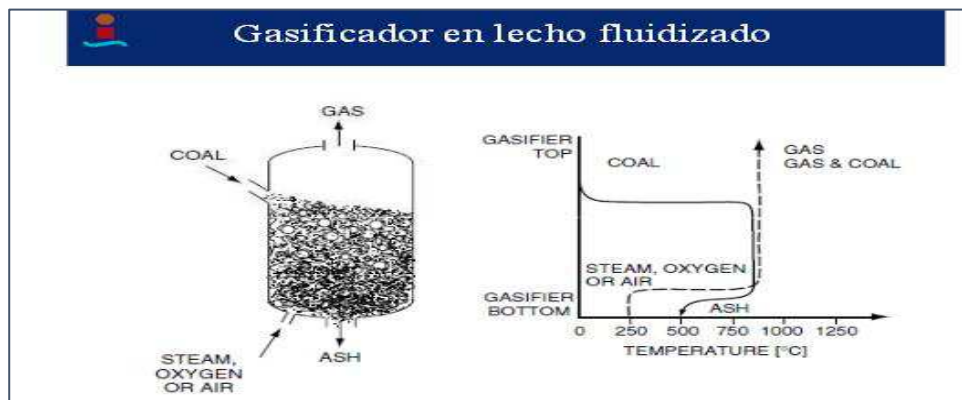 Gasificador en lecho fluidizado
GAS
COAL
STEAM,
OXYGEN
OR AIR
ASH
GASIFIER
TOP
COAL
GAS
GAS & COAL
STEAM, OXYGEN
OR AIR
GASIFIER
BOTTOM
ASH
0 250 500 750 1000 1250
TEMPERATURE [°C]